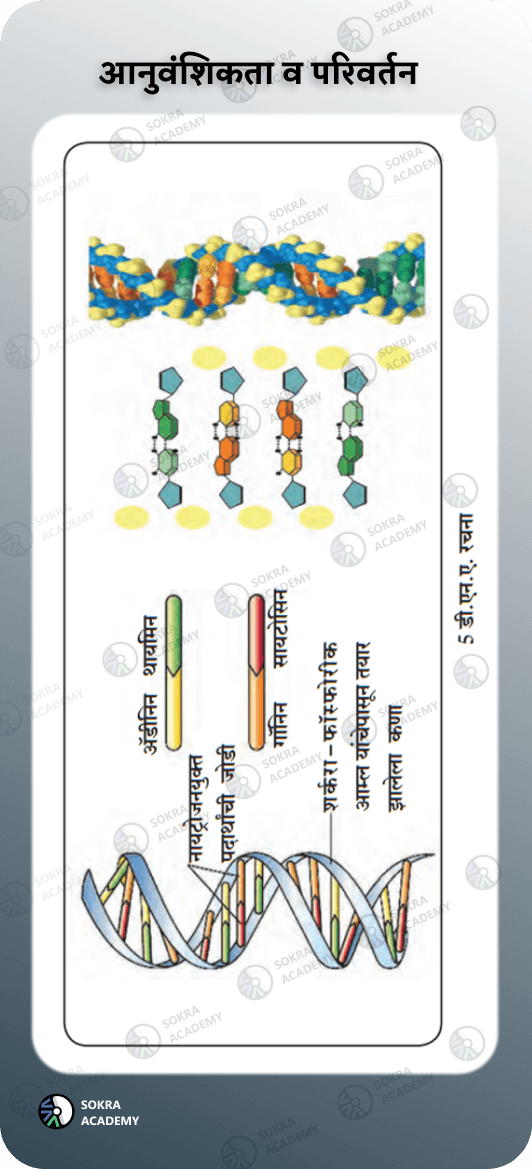 आनुवंशिकता व परिवर्तन
ॲडीनिन थायमिन
गॉनिन सायटोसिन
नायट्रोजनयुक्त
पदार्थांची जोडी
शर्करा - फॉस्फोरीक
आम्ल यांचेपासून तयार
झालेला कणा
5 डी.एन.ए. रचना
SOKRA
ACADEMY